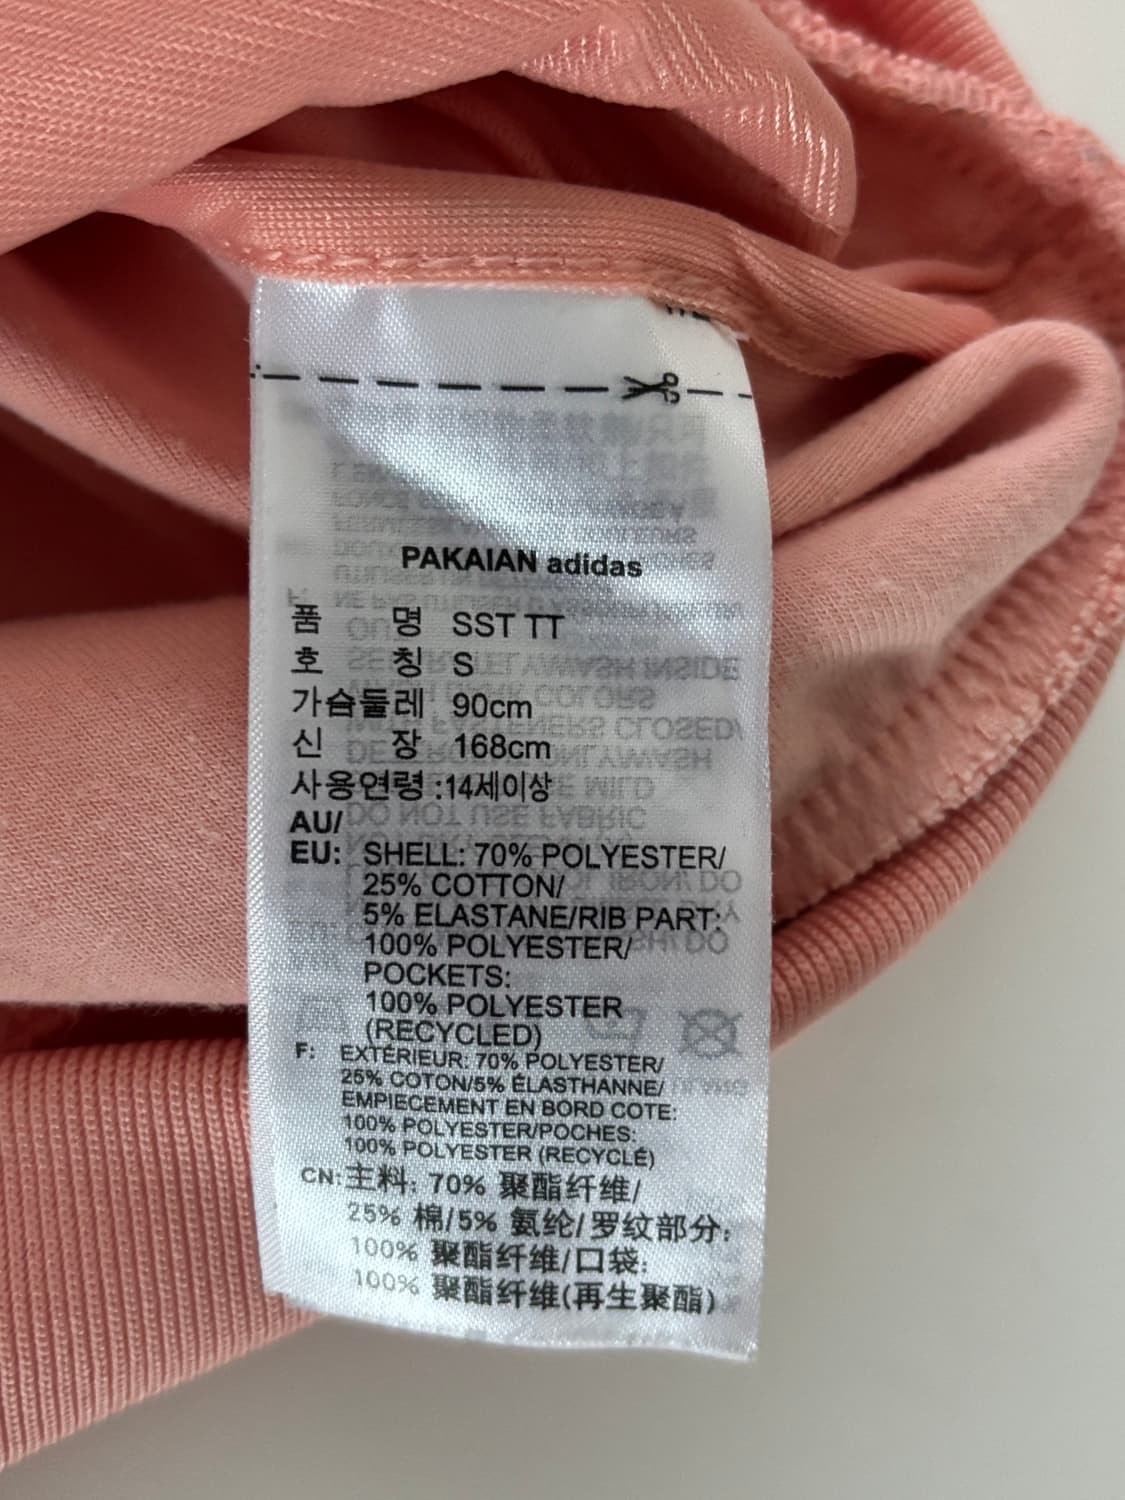 PAKAIAN adidas
품 명 SST TT
호 칭 S
가슴둘레 90cm
신 장 168cm
사용연령 :14세이상
AU/
EU: SHELL: 70% POLYESTER/
25% COTTON/
5% ELASTANE/RIB PART:
100% POLYESTER/
POCKETS:
100% POLYESTER
(RECYCLED)
F: EXTÉRIEUR: 70% POLYESTER/
25% COTON/5% ÉLASTHANNE/
EMPIECEMENT EN BORD COTE:
100% POLYESTER/POCHES:
100% POLYESTER (RECYCLÉ)
CN: 主料: 70% 聚酯纤维/
25% 棉/5% 氨纶/罗纹部分:
100% 聚酯纤维/口袋:
100% 聚酯纤维(再生聚酯)